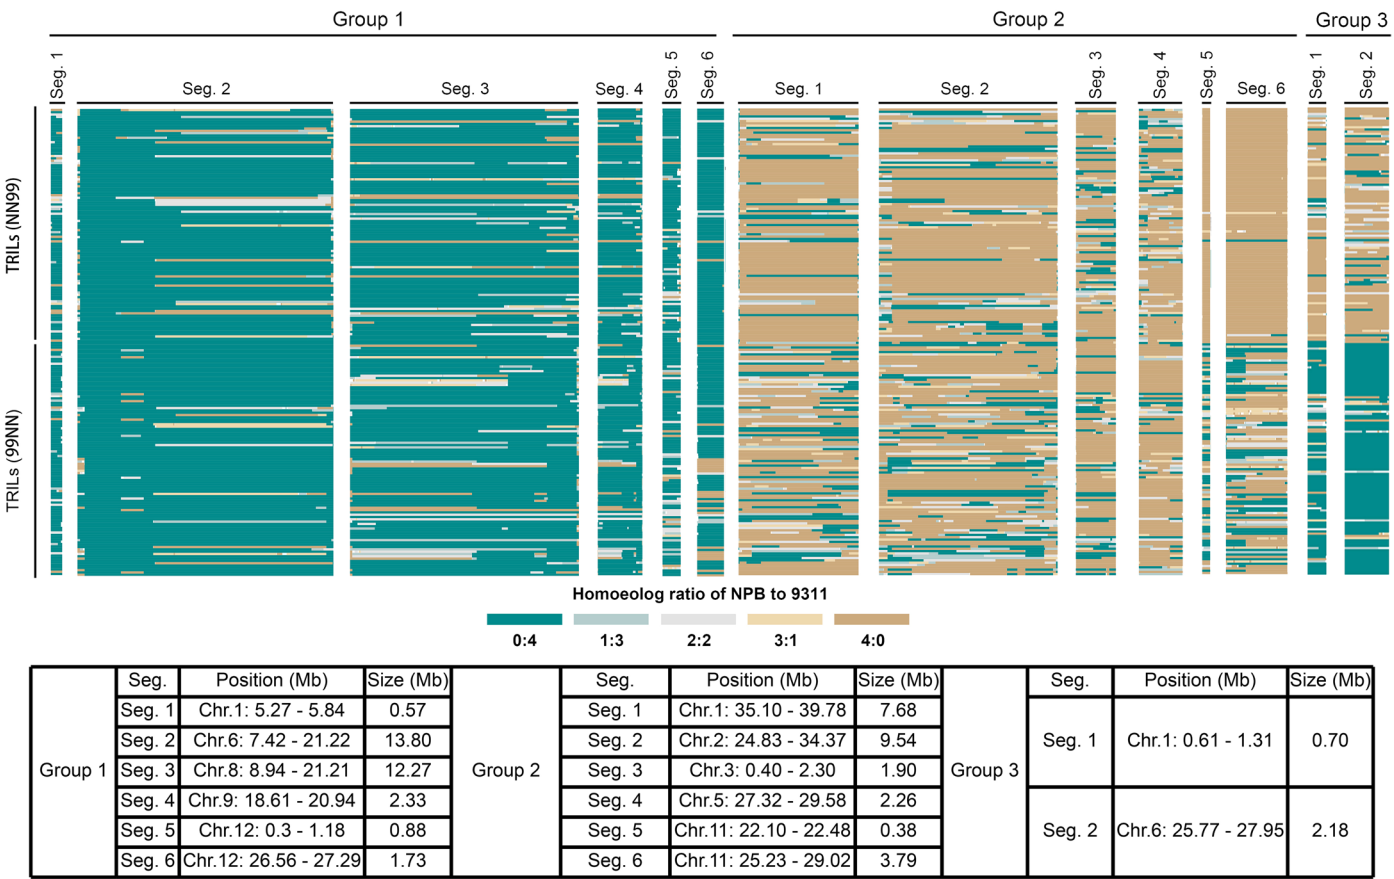 Group 1
Group 2
Group 3
Seg. 1
Seg. 2
Seg. 3
Seg. 4
Seg. 5
Seg. 6
Seg. 1
Seg. 2
Seg. 3
Seg. 4
Seg. 5
Seg. 6
Seg. 1
Seg. 2
TRILs (NN99)
TRILs (99NN)
Homoeolog ratio of NPB to 9311
0:4 1:3 2:2 3:1 4:0
Group 1
Seg. Position (Mb) Size (Mb)
Seg. 1 Chr.1: 5.27 - 5.84 0.57
Seg. 2 Chr.6: 7.42 - 21.22 13.80
Seg. 3 Chr.8: 8.94 - 21.21 12.27
Seg. 4 Chr.9: 18.61 - 20.94 2.33
Seg. 5 Chr.12: 0.3 - 1.18 0.88
Seg. 6 Chr.12: 26.56 - 27.29 1.73
Group 2
Seg. Position (Mb) Size (Mb)
Seg. 1 Chr.1: 35.10 - 39.78 7.68
Seg. 2 Chr.2: 24.83 - 34.37 9.54
Seg. 3 Chr.3: 0.40 - 2.30 1.90
Seg. 4 Chr.5: 27.32 - 29.58 2.26
Seg. 5 Chr.11: 22.10 - 22.48 0.38
Seg. 6 Chr.11: 25.23 - 29.02 3.79
Group 3
Seg. Position (Mb) Size (Mb)
Seg. 1 Chr.1: 0.61 - 1.31 0.70
Seg. 2 Chr.6: 25.77 - 27.95 2.18